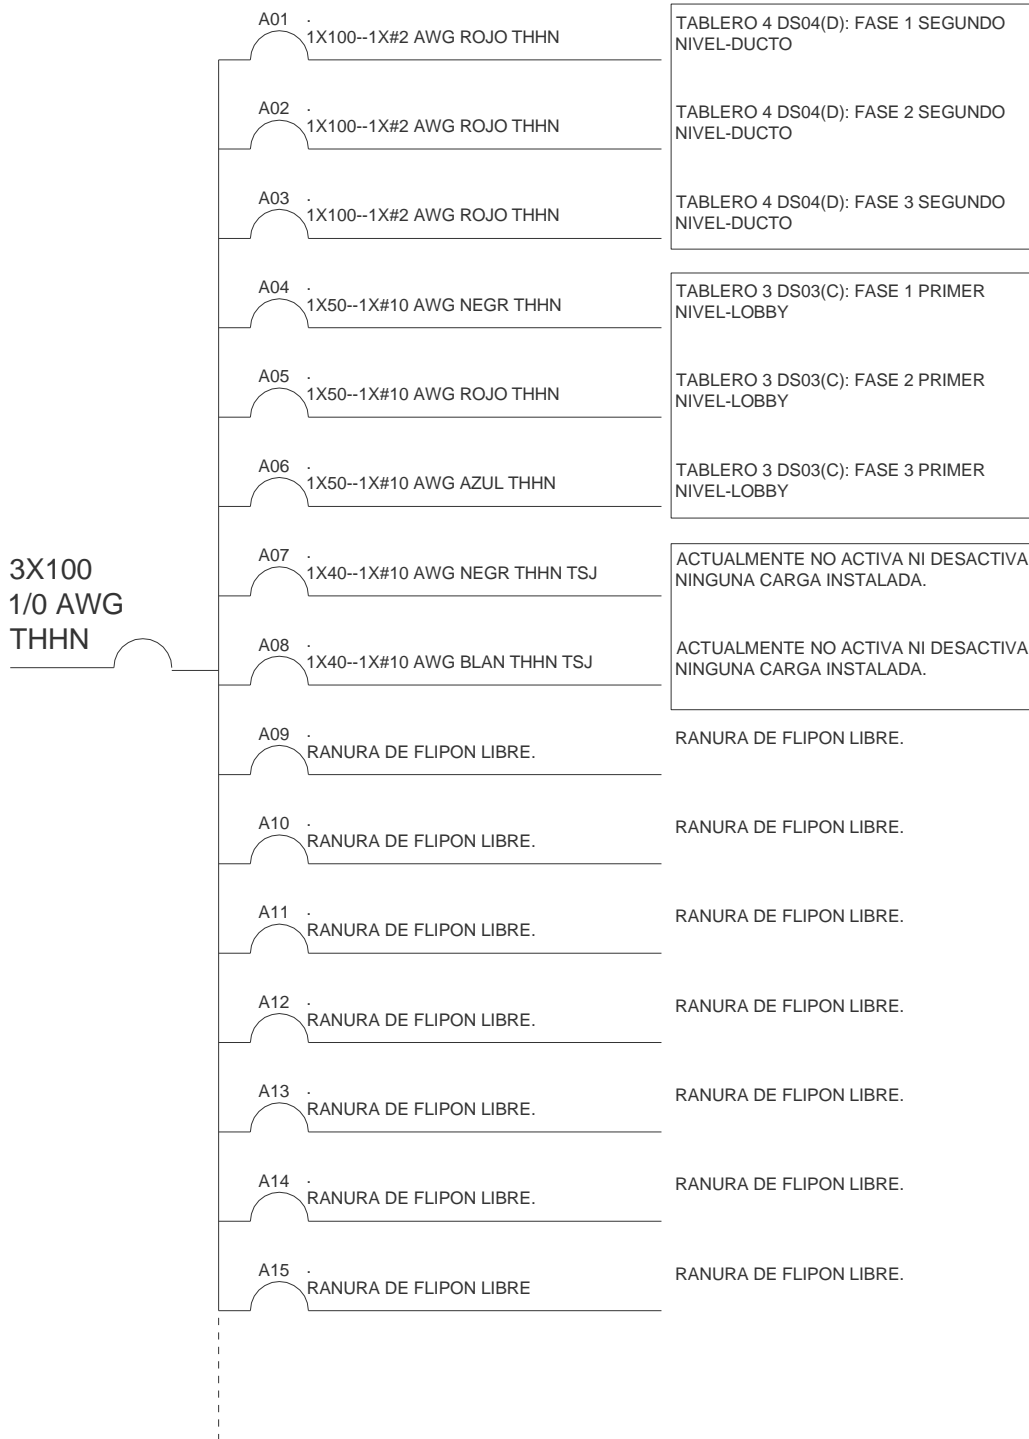 A01 .
1X100--1X#2 AWG ROJO THHN
TABLERO 4 DS04(D): FASE 1 SEGUNDO
NIVEL-DUCTO
A02 .
1X100--1X#2 AWG ROJO THHN
TABLERO 4 DS04(D): FASE 2 SEGUNDO
NIVEL-DUCTO
A03 .
1X100--1X#2 AWG ROJO THHN
TABLERO 4 DS04(D): FASE 3 SEGUNDO
NIVEL-DUCTO
A04 .
1X50--1X#10 AWG NEGR THHN
TABLERO 3 DS03(C): FASE 1 PRIMER
NIVEL-LOBBY
A05 .
1X50--1X#10 AWG ROJO THHN
TABLERO 3 DS03(C): FASE 2 PRIMER
NIVEL-LOBBY
A06 .
1X50--1X#10 AWG AZUL THHN
TABLERO 3 DS03(C): FASE 3 PRIMER
NIVEL-LOBBY
3X100
1/0 AWG
THHN
A07 .
1X40--1X#10 AWG NEGR THHN TSJ
ACTUALMENTE NO ACTIVA NI DESACTIVA
NINGUNA CARGA INSTALADA.
A08 .
1X40--1X#10 AWG BLAN THHN TSJ
ACTUALMENTE NO ACTIVA NI DESACTIVA
NINGUNA CARGA INSTALADA.
A09 .
RANURA DE FLIPON LIBRE.
RANURA DE FLIPON LIBRE.
A10 .
RANURA DE FLIPON LIBRE.
RANURA DE FLIPON LIBRE.
A11 .
RANURA DE FLIPON LIBRE.
RANURA DE FLIPON LIBRE.
A12 .
RANURA DE FLIPON LIBRE.
RANURA DE FLIPON LIBRE.
A13 .
RANURA DE FLIPON LIBRE.
RANURA DE FLIPON LIBRE.
A14 .
RANURA DE FLIPON LIBRE.
RANURA DE FLIPON LIBRE.
A15 .
RANURA DE FLIPON LIBRE
RANURA DE FLIPON LIBRE.